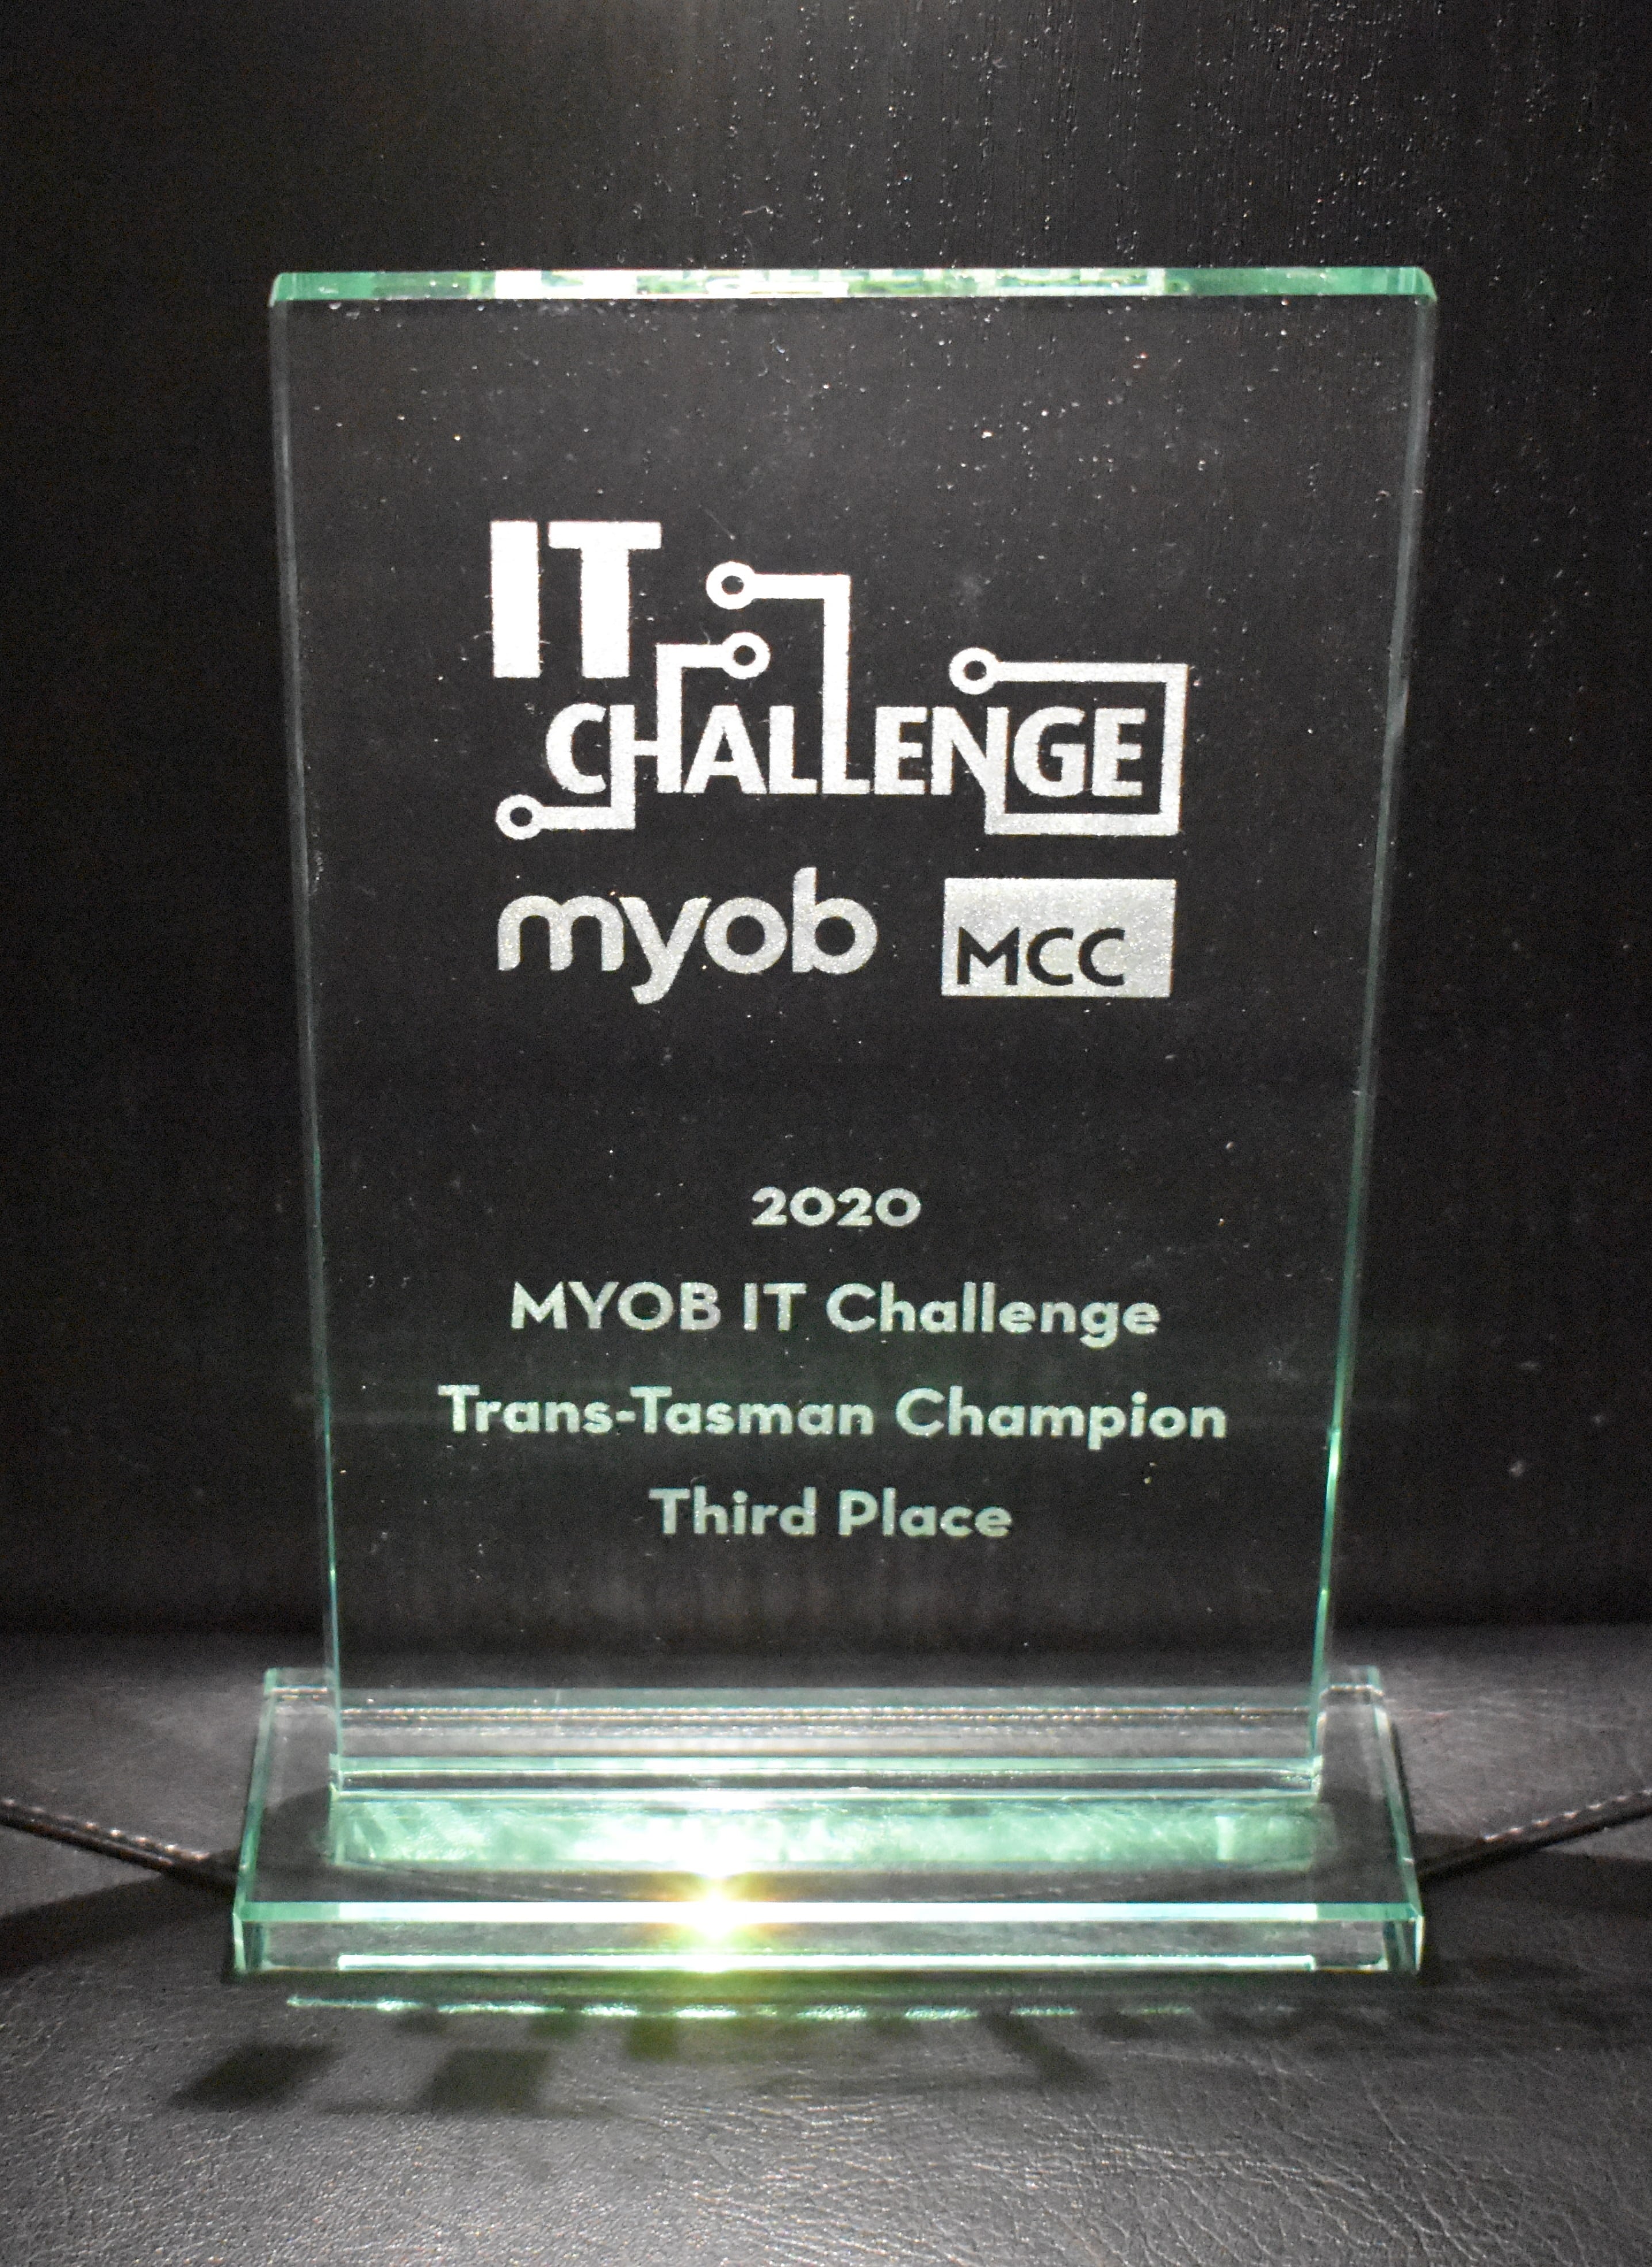 IT
CHALLENGE
myob MCC
2020
MYOB IT Challenge
Trans-Tasman Champion
Third Place